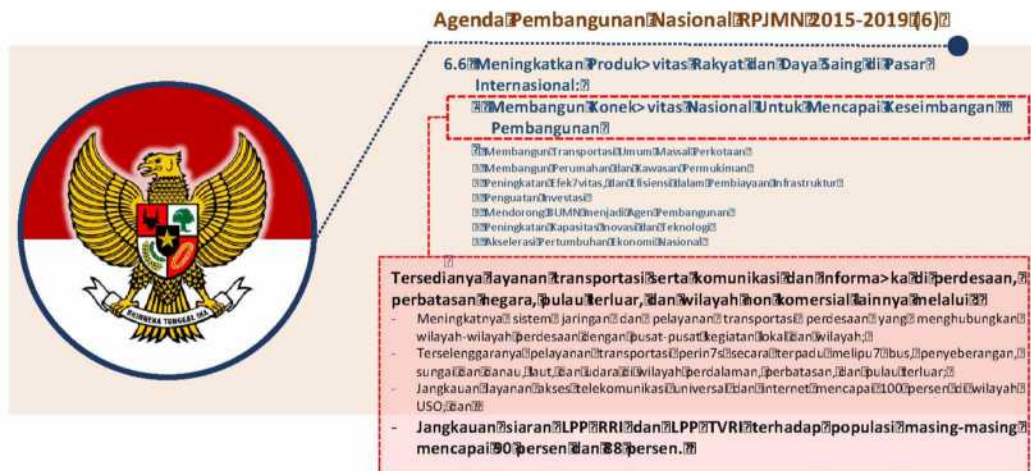 Agenda Pembangunan Nasional RPJMN 2015-2019 (6)
6.6 Meningkatkan Produk>vitas Rakyat dan Daya Saing di Pasar
Internasional:
Membangun Konek>vitas Nasional Untuk Mencapai Keseimbangan
Pembangunan
Membangun Transportasi Umum Massal Perkotaan
Membangun Perumahan dan Kawasan Permukiman
Peningkatan Efek7vitas, dan Efisiensi dalam Pembiayaan Infrastruktur
Penguatan Investasi
Mendorong BUMN menjadi Agen Pembangunan
Peningkatan Kapasitas Inovasi dan Teknologi
Akselerasi Pertumbuhan Ekonomi Nasional
BHINNEKA TUNGGAL IKA
Tersedianya layanan transportasi serta komunikasi dan informa>ka di perdesaan,
perbatasan negara, pulau terluar, dan wilayah non komersial lainnya melalui:
- Meningkatnya sistem jaringan dan pelayanan transportasi perdesaan yang menghubungkan
wilayah-wilayah perdesaan dengan pusat-pusat kegiatan lokal dan wilayah;
- Terselenggaranya pelayanan transportasi perin7s secara terpadu melipu7 bus, penyeberangan,
sungai dan danau, laut, dan udara di wilayah perdalaman, perbatasan, dan pulau terluar;
- Jangkauan layanan akses telekomunikasi universal dan internet mencapai 100 persen di wilayah
USO; dan
- Jangkauan siaran LPP RRI dan LPP TVRI terhadap populasi masing-masing
mencapai 90 persen dan 88 persen.